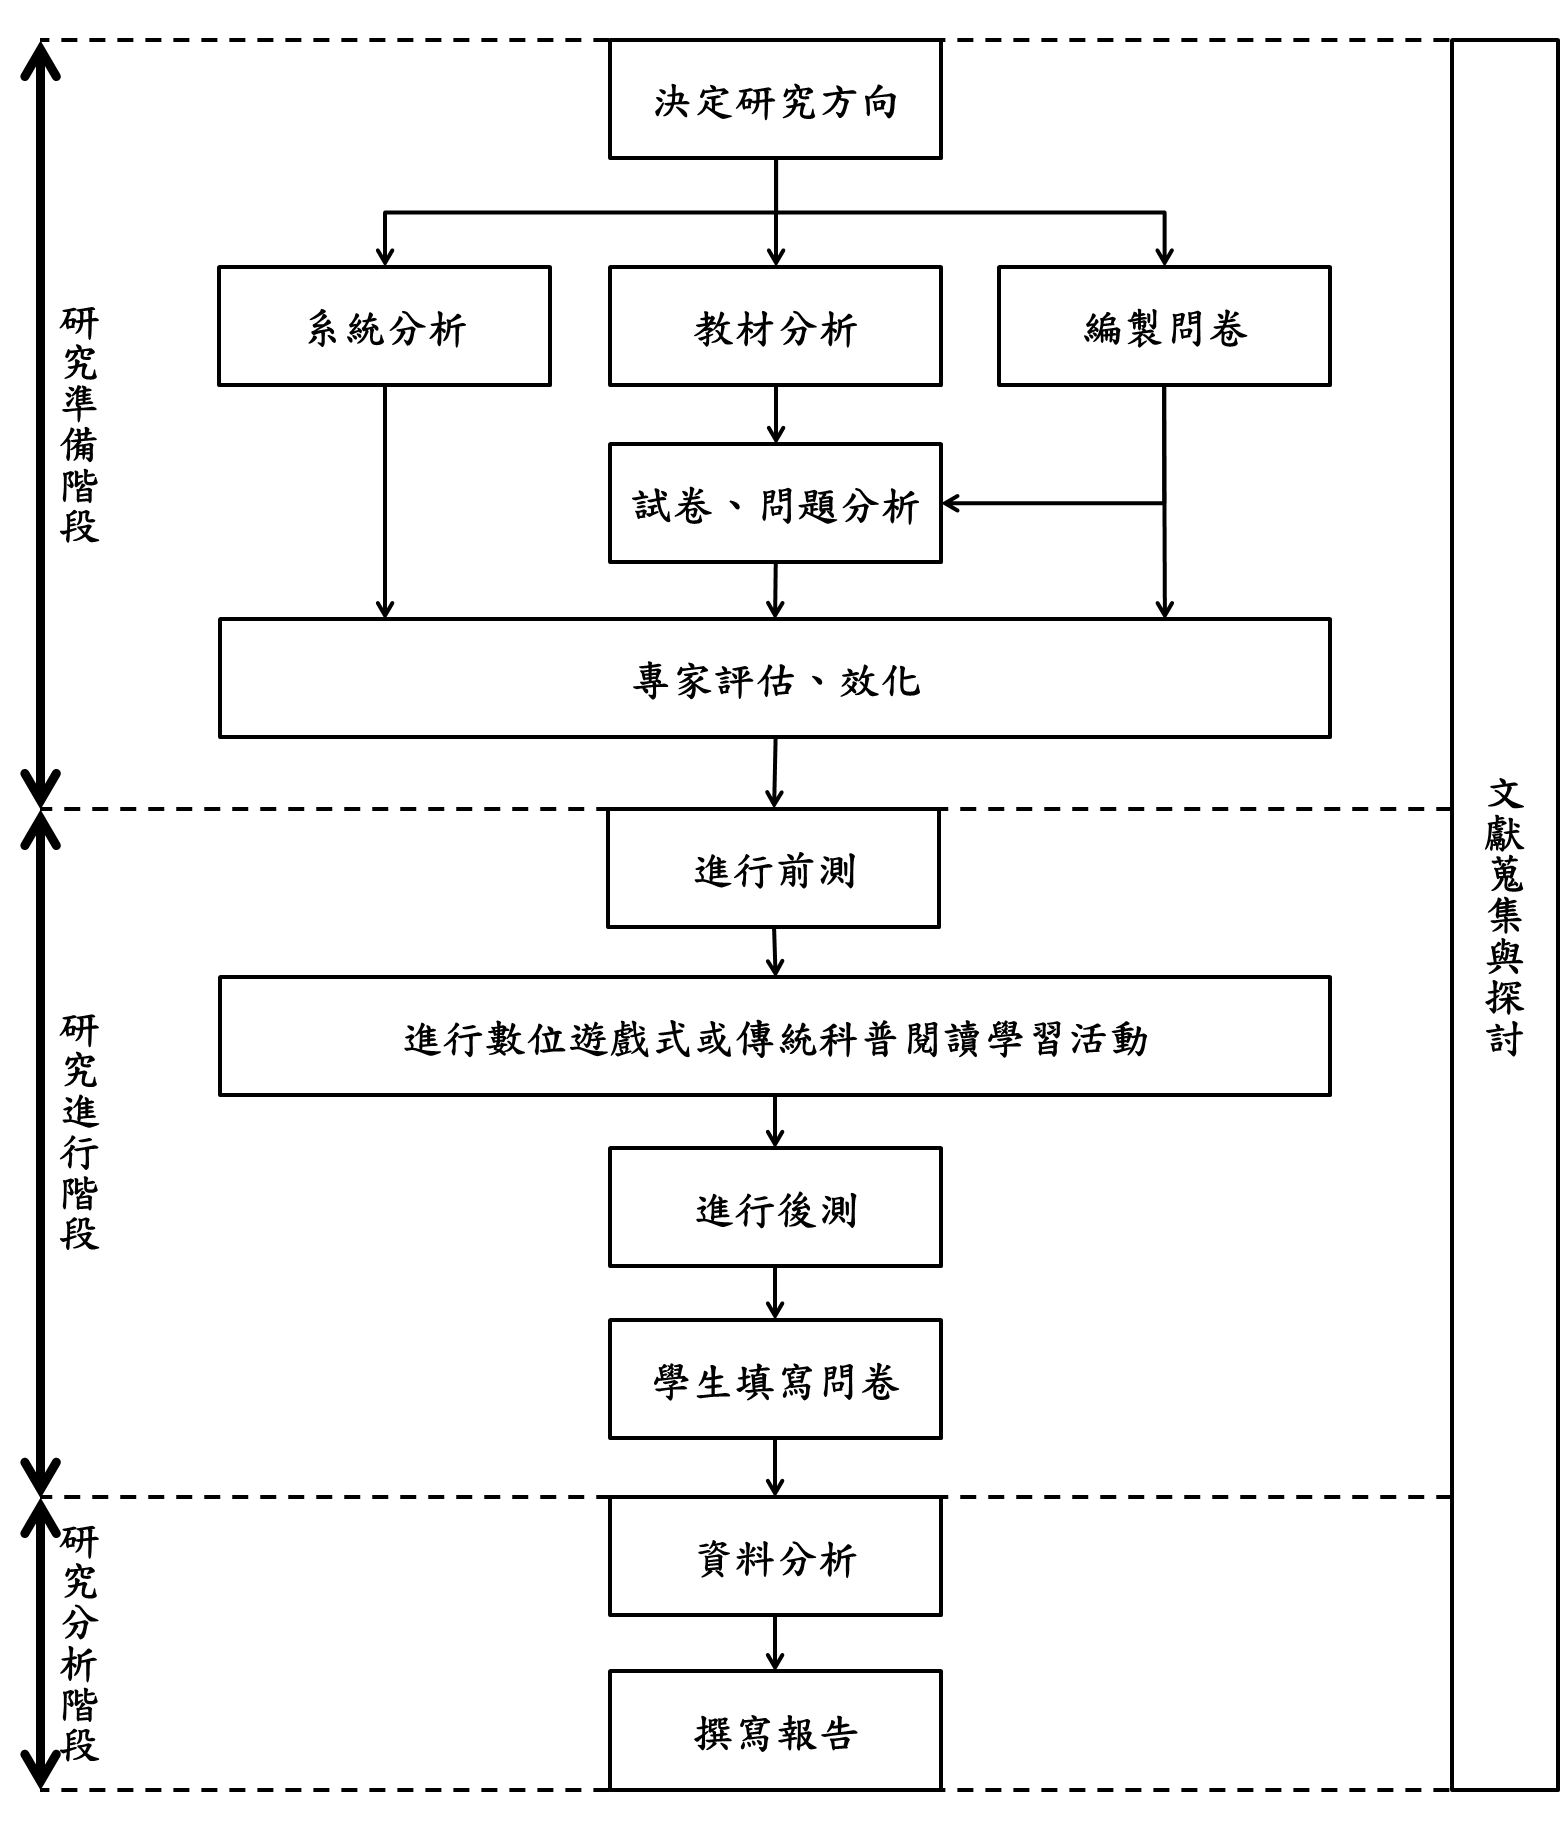 決定研究方向
系統分析
教材分析
編製問卷
試卷、問題分析
專家評估、效化
研究準備階段
進行前測
進行數位遊戲式或傳統科普閱讀學習活動
進行後測
學生填寫問卷
研究進行階段
資料分析
撰寫報告
研究分析階段
文獻蒐集與探討